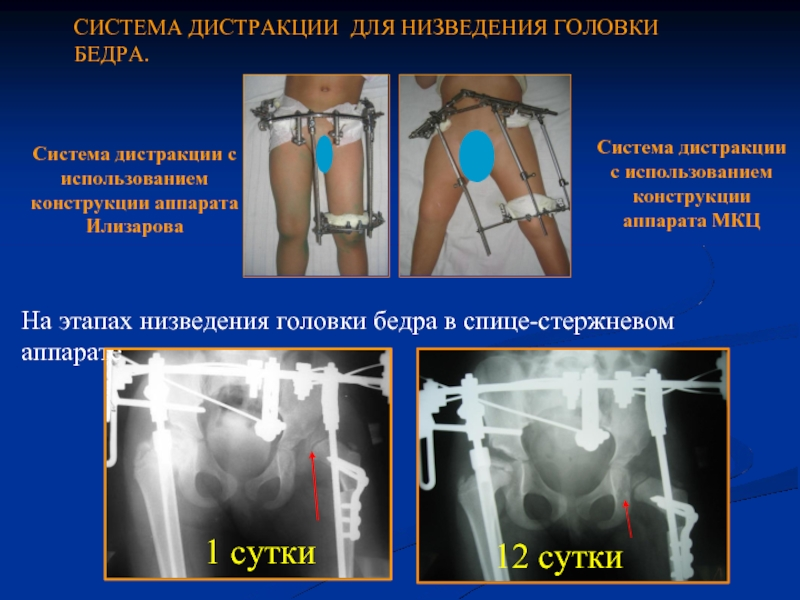 СИСТЕМА ДИСТРАКЦИИ ДЛЯ НИЗВЕДЕНИЯ ГОЛОВКИ
БЕДРА.
Система дистракции с
использованием
конструкции аппарата
Илизарова
Система дистракции
с использованием
конструкции
аппарата МКЦ
На этапах низведения головки бедра в спице-стержневом
аппарате
1 сутки
12 сутки